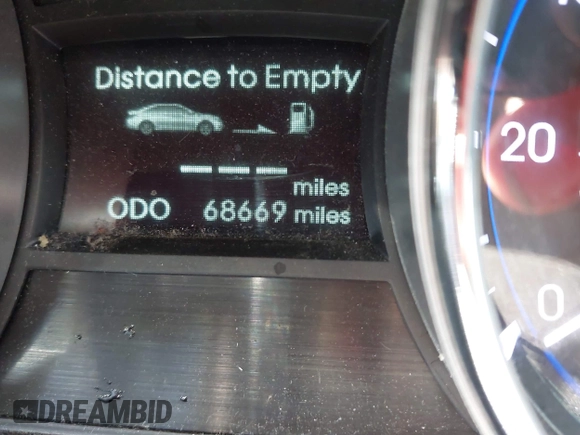 Distance to Empty
--- miles
ODO 68669 miles
20
0
DREAMBID